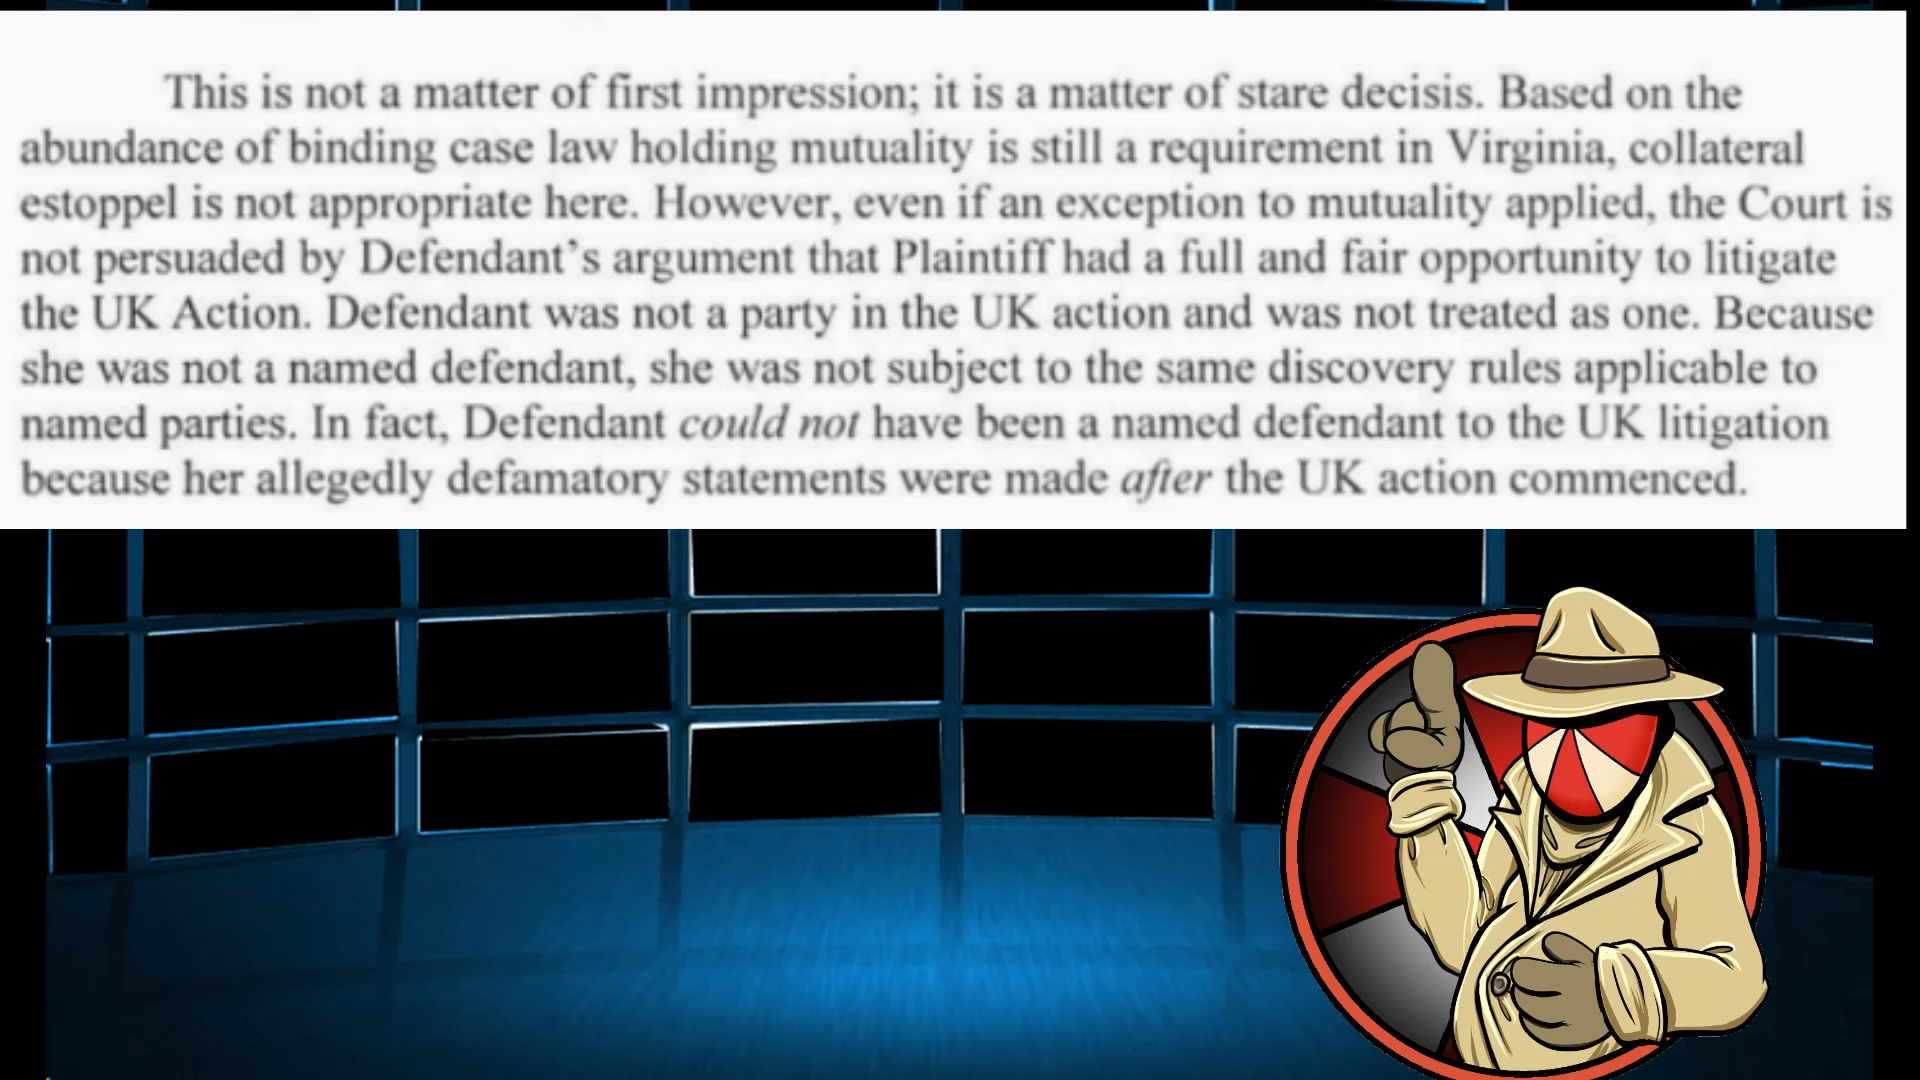 This is not a matter of first impression; it is a matter of stare decisis. Based on the
abundance of binding case law holding mutuality is still a requirement in Virginia, collateral
estoppel is not appropriate here. However, even if an exception to mutuality applied, the Court is
not persuaded by Defendant’s argument that Plaintiff had a full and fair opportunity to litigate
the UK Action. Defendant was not a party in the UK action and was not treated as one. Because
she was not a named defendant, she was not subject to the same discovery rules applicable to
named parties. In fact, Defendant could not have been a named defendant to the UK litigation
because her allegedly defamatory statements were made after the UK action commenced.